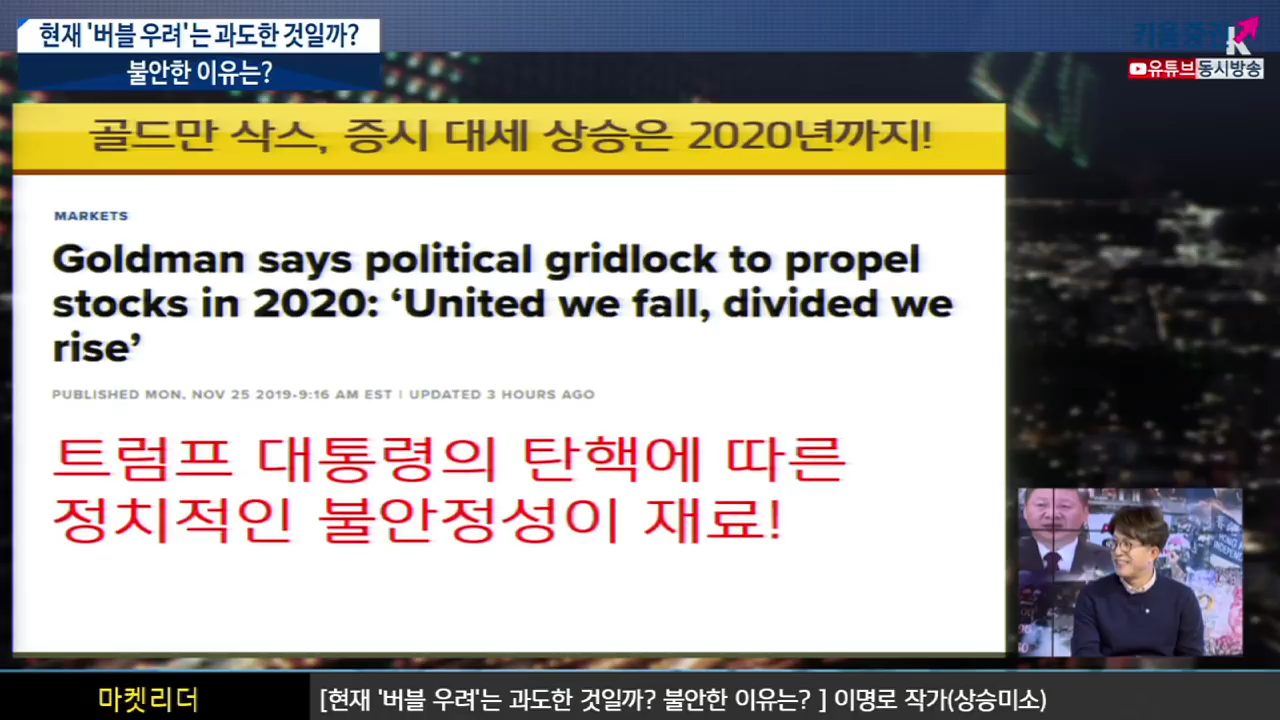 현재 '버블 우려'는 과도한 것일까?
불안한 이유는?
키움증권
유튜브 동시방송
골드만 삭스, 증시 대세 상승은 2020년까지!
MARKETS
Goldman says political gridlock to propel
stocks in 2020: ‘United we fall, divided we
rise’
PUBLISHED MON, NOV 25 2019•9:16 AM EST | UPDATED 3 HOURS AGO
트럼프 대통령의 탄핵에 따른
정치적인 불안정성이 재료!
마켓리더
[현재 '버블 우려'는 과도한 것일까? 불안한 이유는? ] 이명로 작가(상승미소)